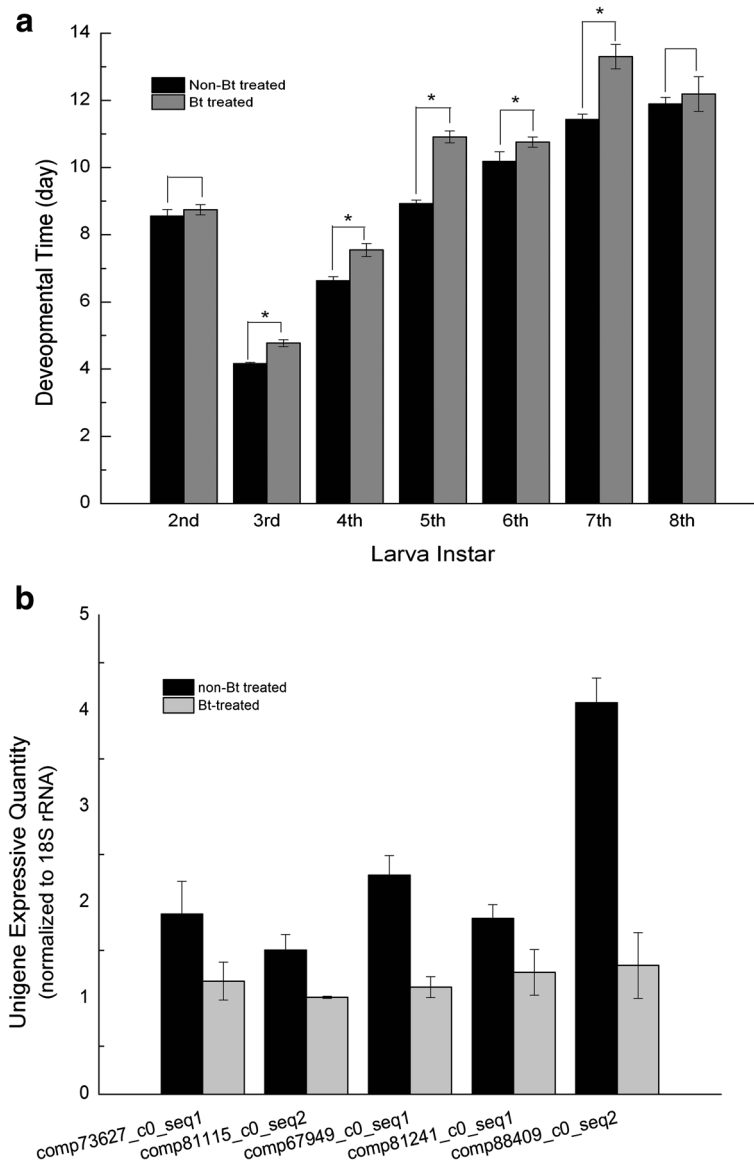 a
14
12
10
8
6
4
2
0
Deveopmental Time (day)
Non-Bt treated
Bt treated
*
*
*
*
*
2nd 3rd 4th 5th 6th 7th 8th
Larva Instar
b
5
4
3
2
1
0
Unigene Expressive Quantity
(normalized to 18S rRNA)
non-Bt treated
Bt-treated
comp73627_c0_seq1
comp81115_c0_seq2
comp67949_c0_seq1
comp81241_c0_seq1
comp88409_c0_seq2